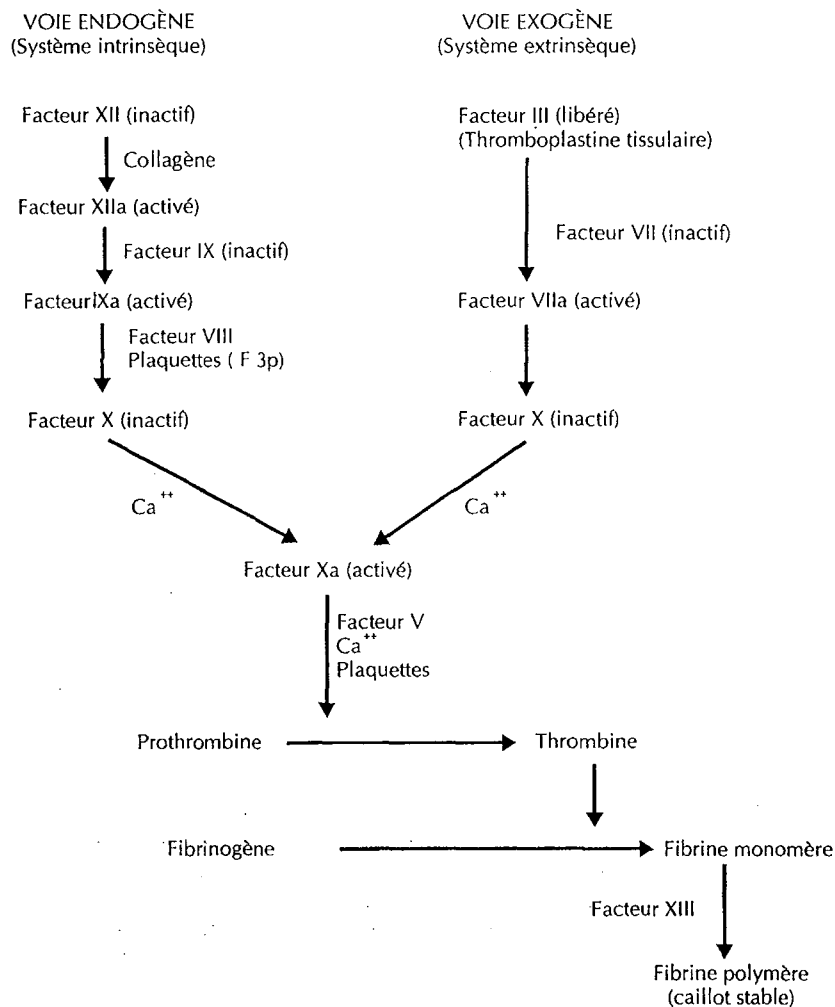 VOIE ENDOGÈNE
(Système intrinsèque)
VOIE EXOGÈNE
(Système extrinsèque)
Facteur XII (inactif)
Collagène
Facteur XIIa (activé)
Facteur IX (inactif)
FacteurIXa (activé)
Facteur VIII
Plaquettes ( F 3p)
Facteur X (inactif)
Ca++
Facteur III (libéré)
(Thromboplastine tissulaire)
Facteur VII (inactif)
Facteur VIIa (activé)
Facteur X (inactif)
Ca++
Facteur Xa (activé)
Facteur V
Ca++
Plaquettes
Prothrombine
Thrombine
Fibrinogène
Fibrine monomère
Facteur XIII
Fibrine polymère
(caillot stable)